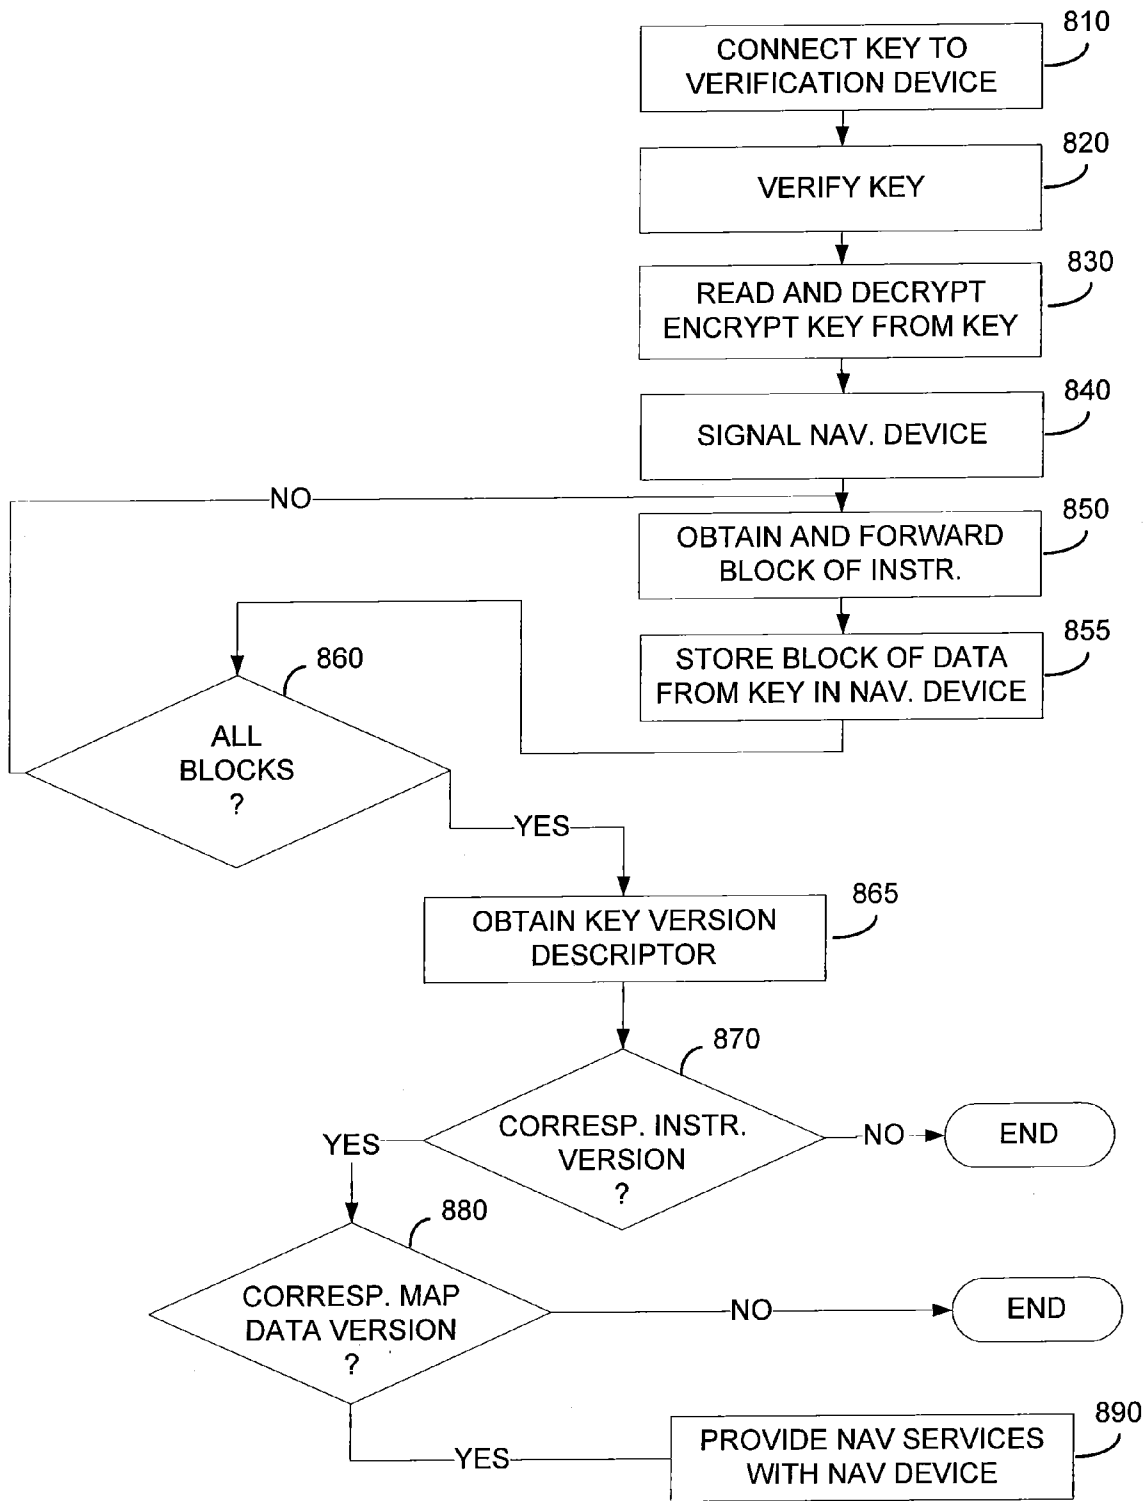 810
CONNECT KEY TO
VERIFICATION DEVICE
820
VERIFY KEY
830
READ AND DECRYPT
ENCRYPT KEY FROM KEY
840
SIGNAL NAV. DEVICE
NO
850
OBTAIN AND FORWARD
BLOCK OF INSTR.
855
STORE BLOCK OF DATA
FROM KEY IN NAV. DEVICE
860
ALL
BLOCKS
?
YES
865
OBTAIN KEY VERSION
DESCRIPTOR
870
CORRESP. INSTR.
VERSION
?
NO
END
YES
880
CORRESP. MAP
DATA VERSION
?
NO
END
YES
890
PROVIDE NAV SERVICES
WITH NAV DEVICE